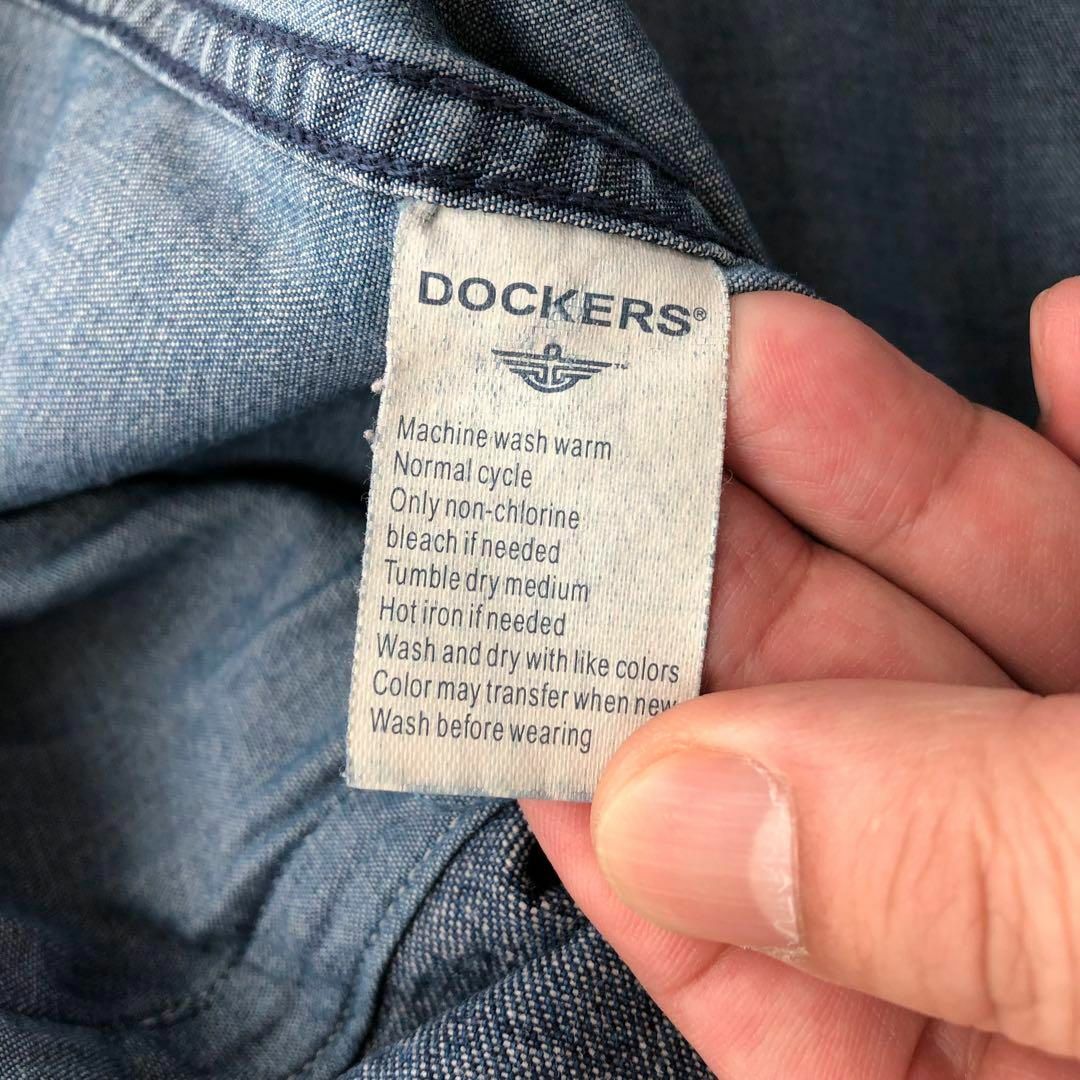 DOCKERS®
™
Machine wash warm
Normal cycle
Only non-chlorine
bleach if needed
Tumble dry medium
Hot iron if needed
Wash and dry with like colors
Color may transfer when new
Wash before wearing